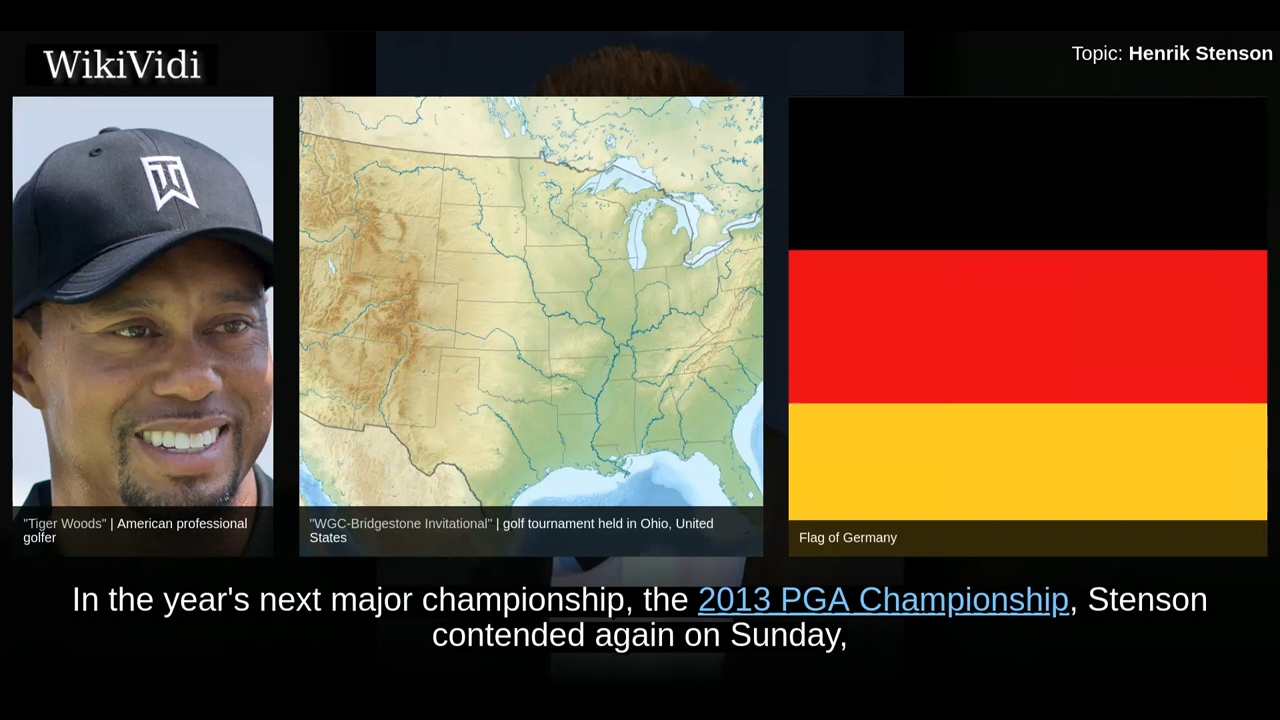 WikiVidi
Topic: Henrik Stenson
TW
"Tiger Woods" | American professional
golfer
"WGC-Bridgestone Invitational" | golf tournament held in Ohio, United
States
Flag of Germany
In the year's next major championship, the 2013 PGA Championship, Stenson
contended again on Sunday,